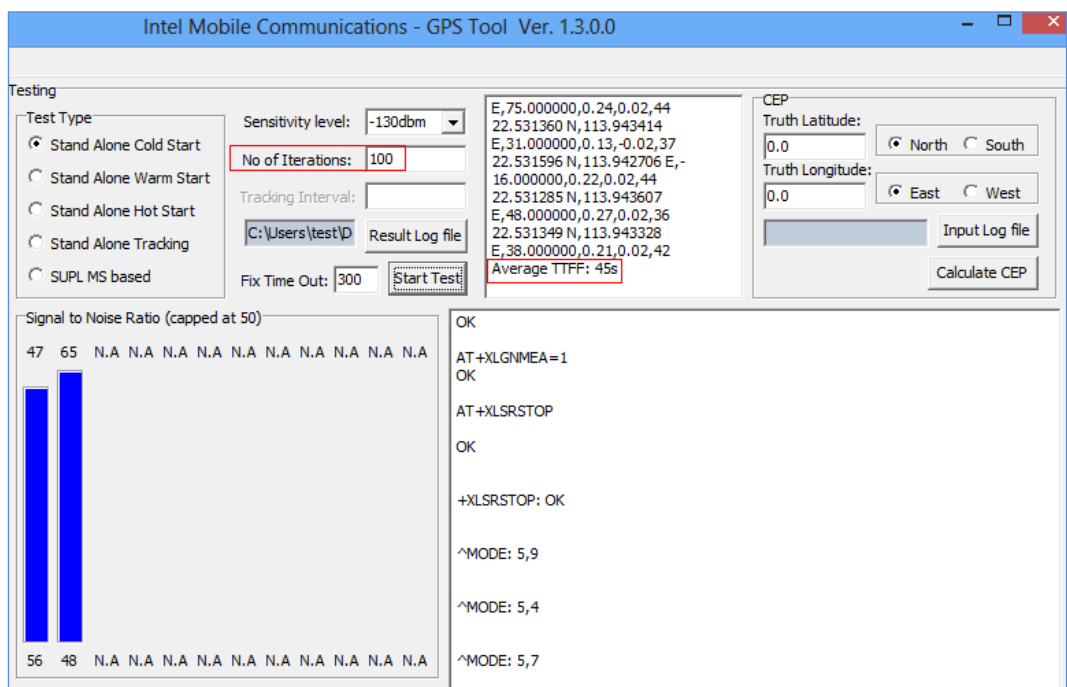 Intel Mobile Communications - GPS Tool Ver. 1.3.0.0
Testing
Test Type
Stand Alone Cold Start
Stand Alone Warm Start
Stand Alone Hot Start
Stand Alone Tracking
SUPL MS based
Sensitivity level: -130dbm
No of Iterations: 100
Tracking Interval:
C:\Users\test\D Result Log file
Fix Time Out: 300 Start Test
E,75.000000,0.24,0.02,44
22.531360 N,113.943414
E,31.000000,0.13,-0.02,37
22.531596 N,113.942706 E,-
16.000000,0.22,0.02,44
22.531285 N,113.943607
E,48.000000,0.27,0.02,36
22.531349 N,113.943328
E,38.000000,0.21,0.02,42
Average TTFF: 45s
CEP
Truth Latitude:
0.0 North South
Truth Longitude:
0.0 East West
Input Log file
Calculate CEP
Signal to Noise Ratio (capped at 50)
47 65 N.A N.A N.A N.A N.A N.A N.A N.A N.A N.A
56 48 N.A N.A N.A N.A N.A N.A N.A N.A N.A N.A
OK
AT+XLGNMEA=1
OK
AT+XLSRSTOP
OK
+XLSRSTOP: OK
^MODE: 5,9
^MODE: 5,4
^MODE: 5,7